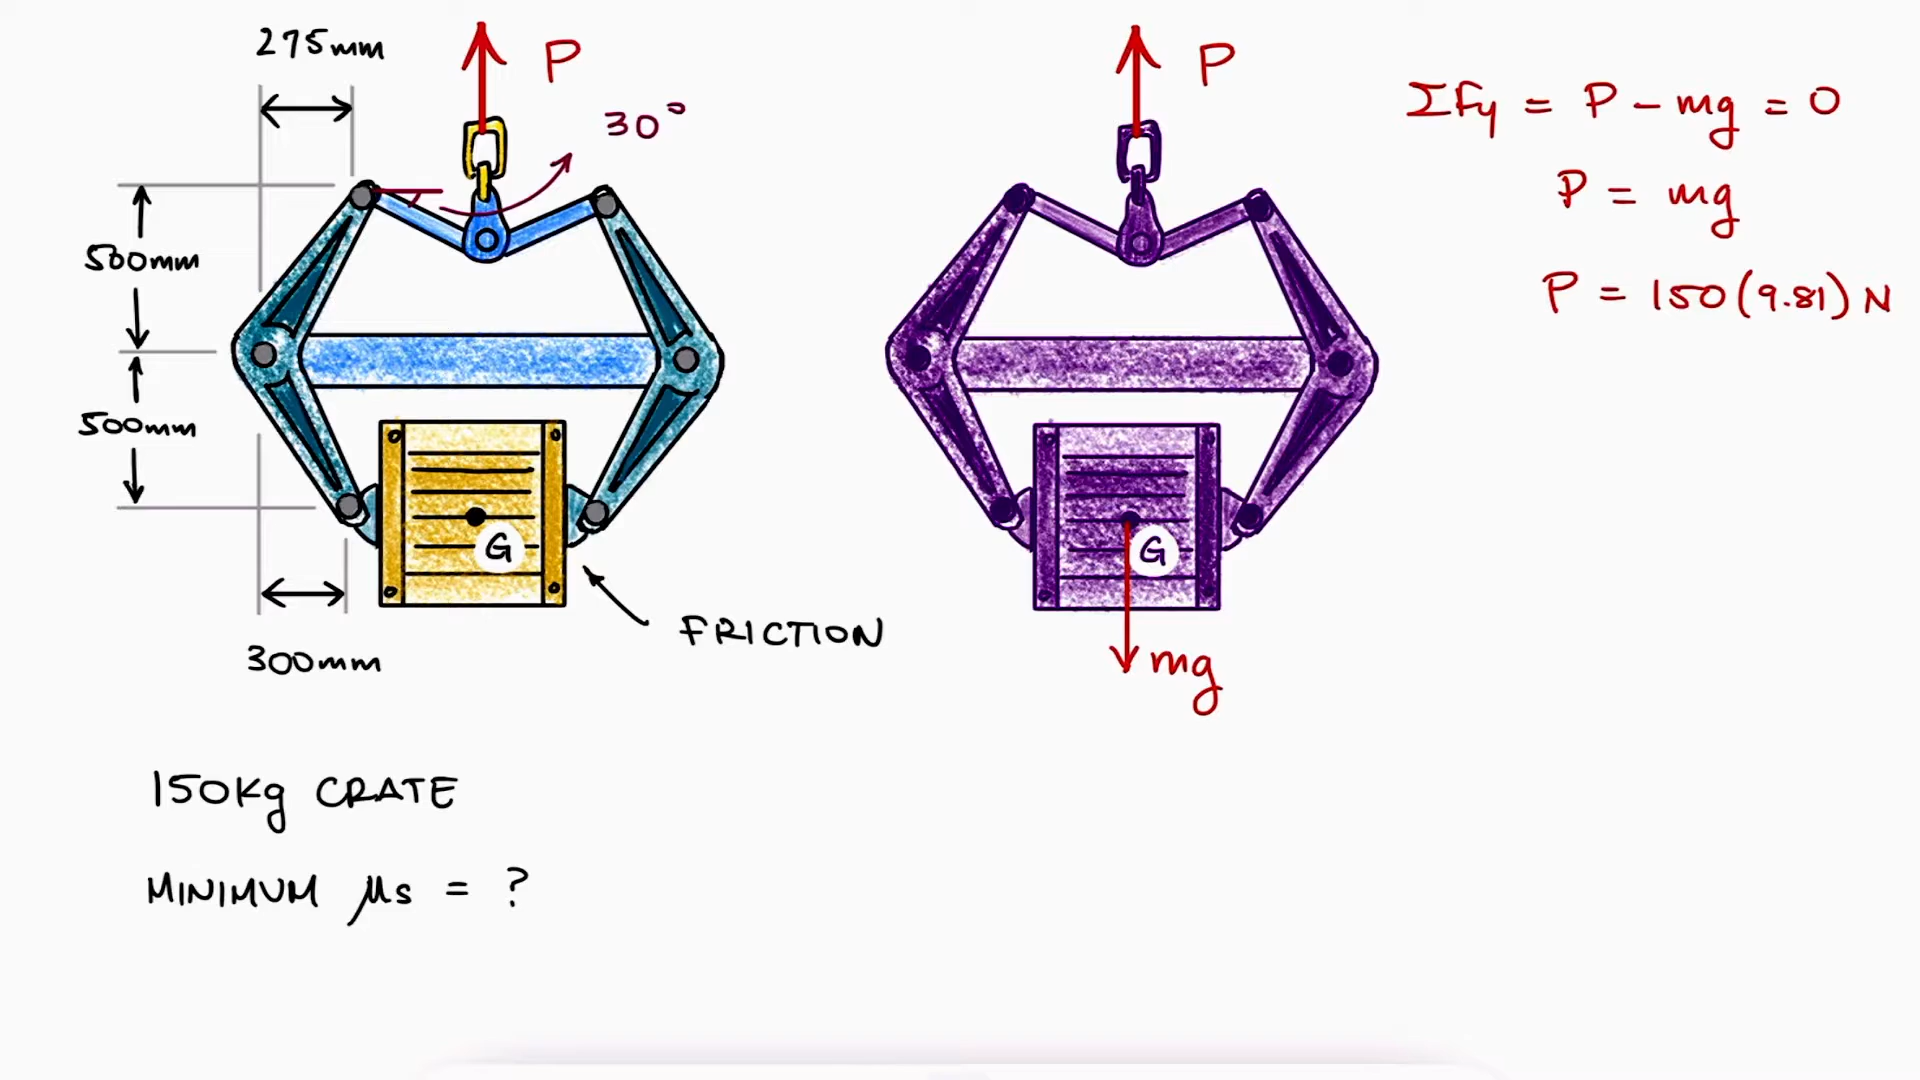 275mm
P
30°
500mm
500mm
G
300mm
FRICTION
150Kg CRATE
MINIMUM μs = ?
P
G
mg
ΣFy = P - mg = 0
P = mg
P = 150(9.81) N